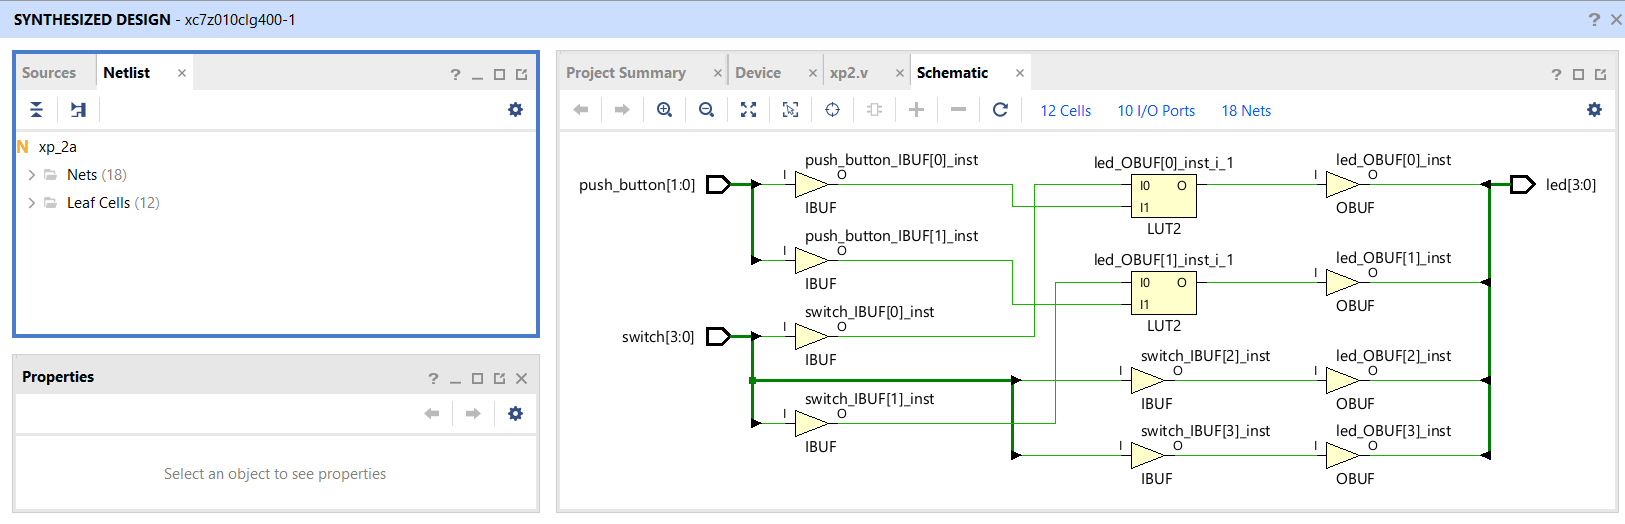 SYNTHESIZED DESIGN - xc7z010clg400-1
Sources
Netlist
xp_2a
Nets (18)
Leaf Cells (12)
Properties
Select an object to see properties
Project Summary
Device
xp2.v
Schematic
12 Cells
10 I/O Ports
18 Nets
push_button[1:0]
push_button_IBUF[0]_inst
I
O
IBUF
push_button_IBUF[1]_inst
I
O
IBUF
switch[3:0]
switch_IBUF[0]_inst
I
O
IBUF
switch_IBUF[1]_inst
I
O
IBUF
led_OBUF[0]_inst_i_1
I0
O
I1
LUT2
led_OBUF[1]_inst_i_1
I0
O
I1
LUT2
switch_IBUF[2]_inst
I
O
IBUF
switch_IBUF[3]_inst
I
O
IBUF
led_OBUF[0]_inst
I
O
OBUF
led_OBUF[1]_inst
I
O
OBUF
led_OBUF[2]_inst
I
O
OBUF
led_OBUF[3]_inst
I
O
OBUF
led[3:0]